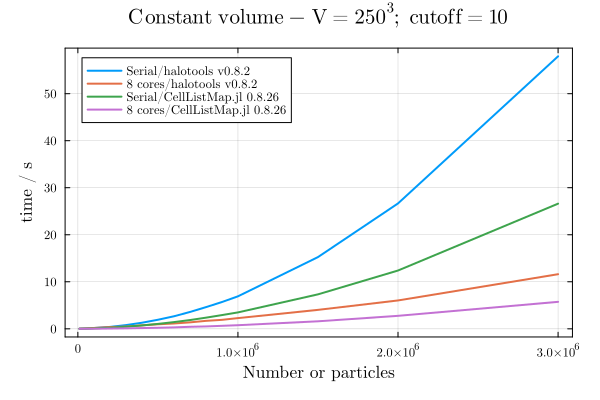 Constant volume − V = 250³; cutoff = 10
Serial/halotools v0.8.2
8 cores/halotools v0.8.2
Serial/CellListMap.jl 0.8.26
8 cores/CellListMap.jl 0.8.26
time / s
50
40
30
20
10
0
0 1.0×10⁶ 2.0×10⁶ 3.0×10⁶
Number or particles